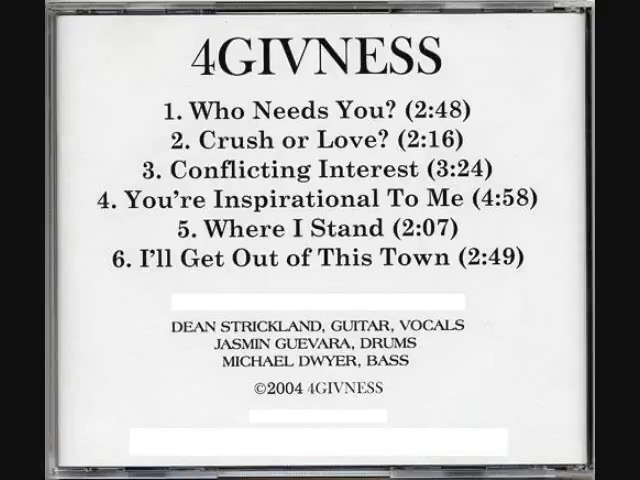 4GIVNESS
1. Who Needs You? (2:48)
2. Crush or Love? (2:16)
3. Conflicting Interest (3:24)
4. You're Inspirational To Me (4:58)
5. Where I Stand (2:07)
6. I'll Get Out of This Town (2:49)
DEAN STRICKLAND, GUITAR, VOCALS
JASMIN GUEVARA, DRUMS
MICHAEL DWYER, BASS
©2004 4GIVNESS